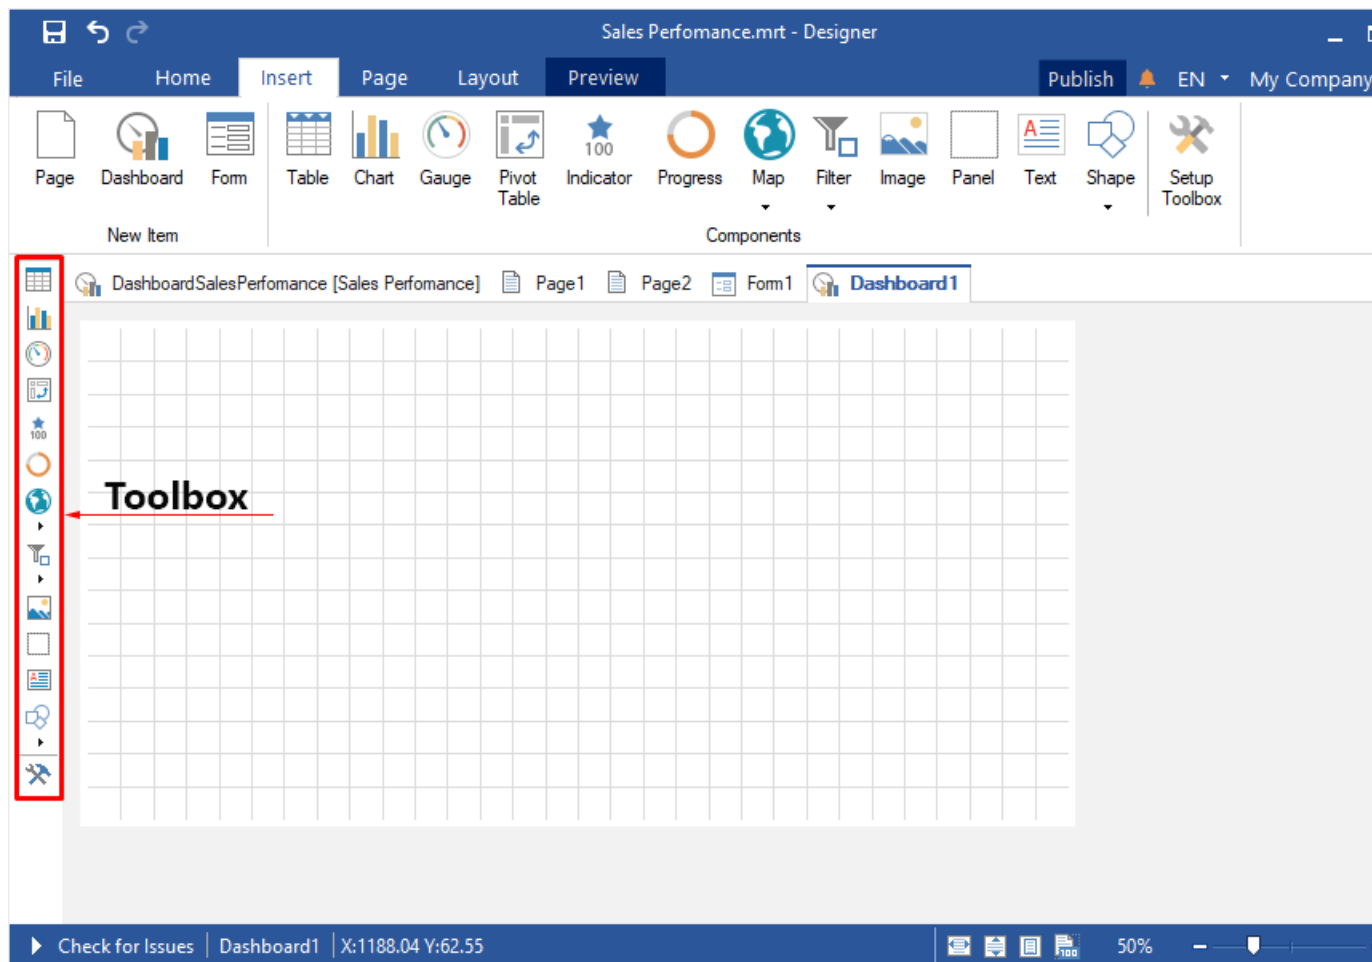 Sales Perfomance.mrt - Designer
File Home Insert Page Layout Preview Publish EN My Company
Page Dashboard Form Table Chart Gauge Pivot Table Indicator 100 Progress Map Filter Image Panel Text Shape Setup Toolbox
New Item Components
DashboardSalesPerfomance [Sales Perfomance] Page1 Page2 Form1 Dashboard1
100
Toolbox
Check for Issues Dashboard1 X:1188.04 Y:62.55 100 50%